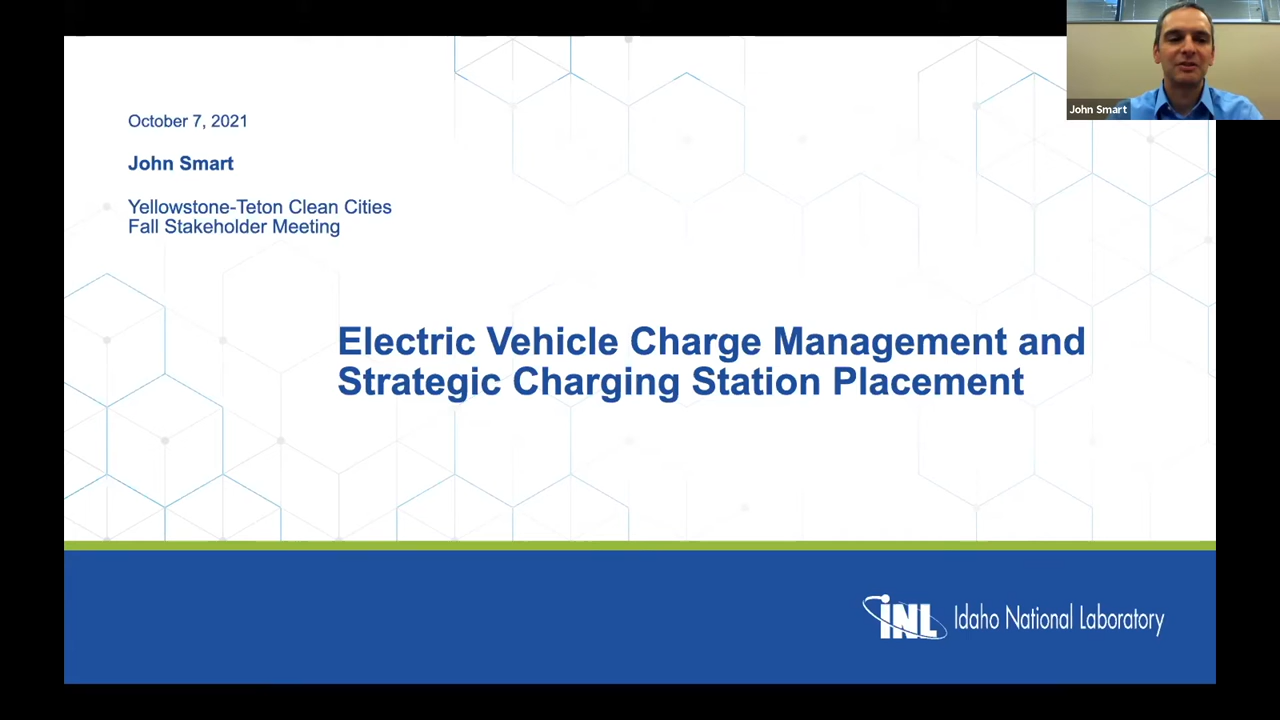 October 7, 2021
John Smart
Yellowstone-Teton Clean Cities
Fall Stakeholder Meeting
Electric Vehicle Charge Management and
Strategic Charging Station Placement
INL Idaho National Laboratory
John Smart